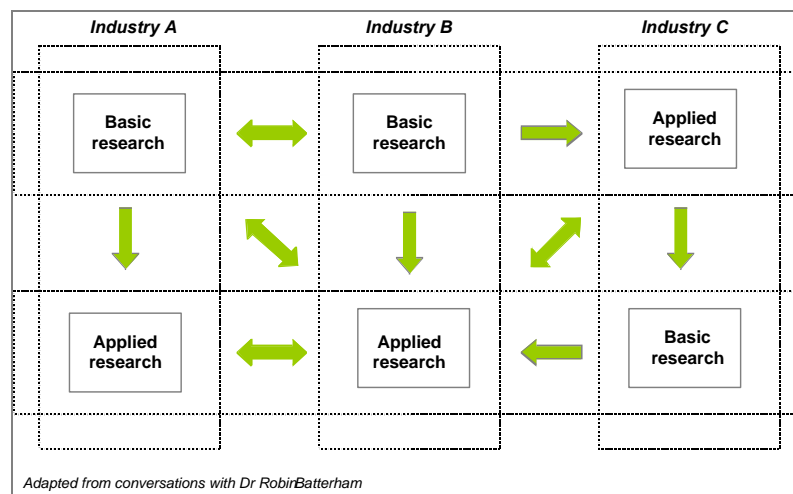 Industry A
Industry B
Industry C
Basic
research
Basic
research
Applied
research
Applied
research
Applied
research
Basic
research
Adapted from conversations with Dr RobinBatterham